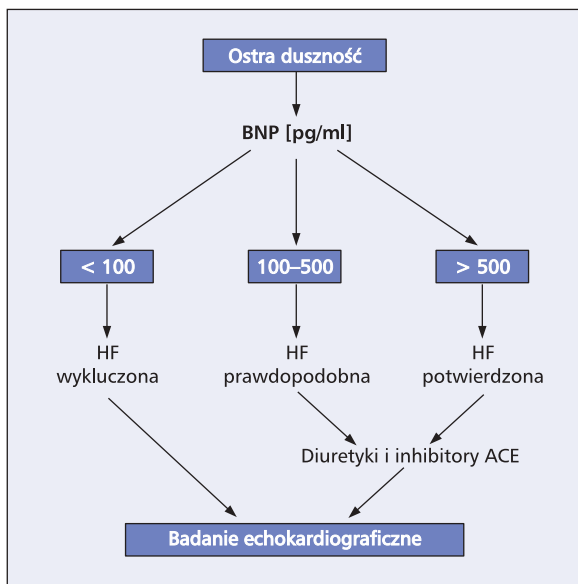 Ostra duszność
BNP [pg/ml]
< 100
100–500
> 500
HF
wykluczona
HF
prawdopodobna
HF
potwierdzona
Diuretyki i inhibitory ACE
Badanie echokardiograficzne